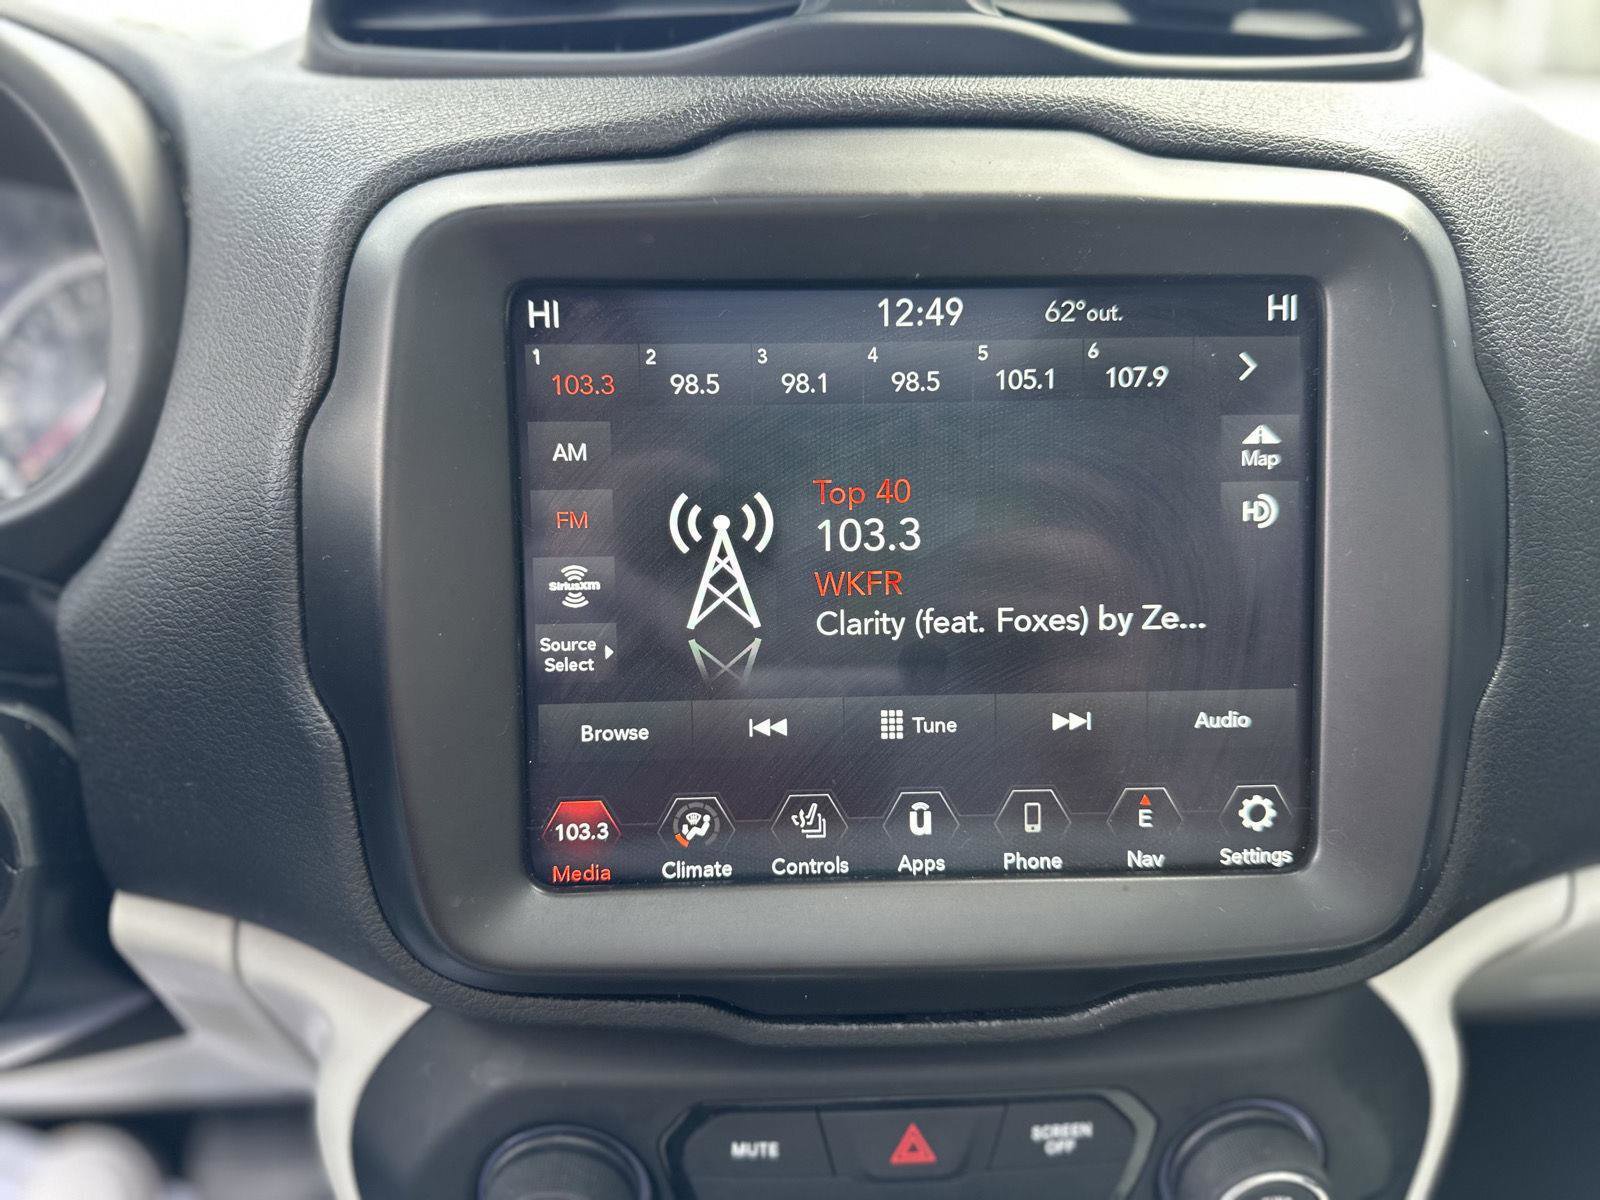 HI 12:49 62°out. HI
1 2 3 4 5 6
103.3 98.5 98.1 98.5 105.1 107.9
AM
Map
FM
HD
Top 40
103.3
WKFR
Clarity (feat. Foxes) by Ze...
SiriusXM
Source
Select
Browse Tune Audio
103.3 E
Media Climate Controls Apps Phone Nav Settings
MUTE SCREEN
OFF